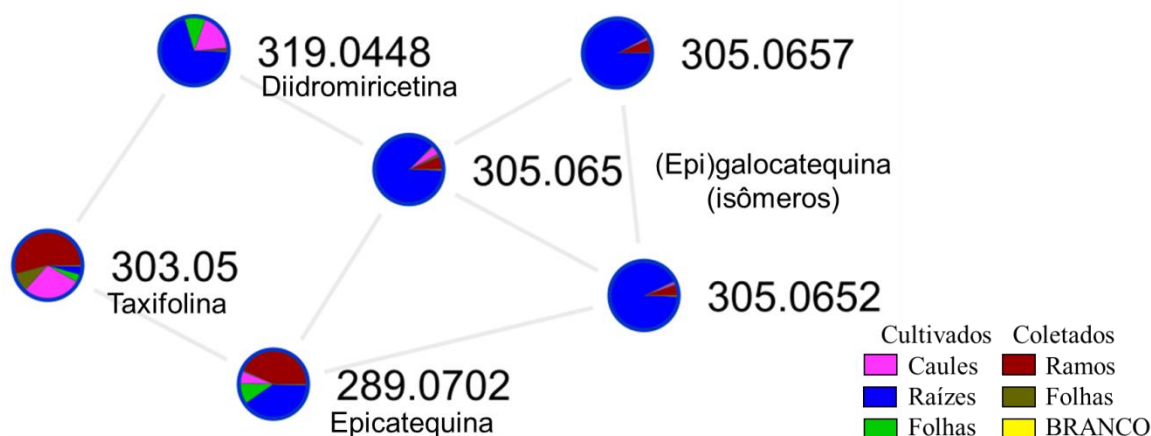 319.0448
Diidromiricetina
305.0657
305.065
(Epi)galocatequina
(isômeros)
303.05
Taxifolina
305.0652
289.0702
Epicatequina
Cultivados Coletados
Caules Ramos
Raízes Folhas
Folhas BRANCO